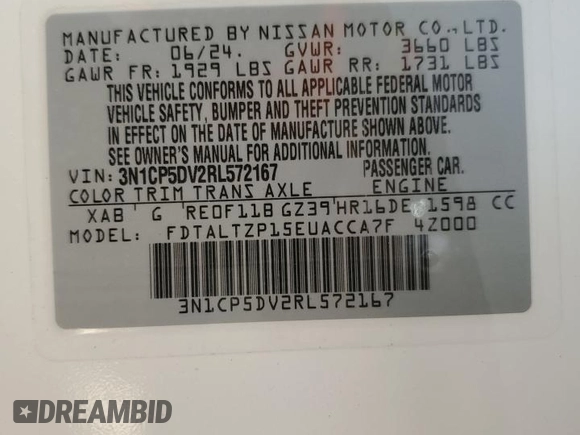 MANUFACTURED BY NISSAN MOTOR CO.,LTD.
DATE: 06/24. GVWR: 3660 LBS
GAWR FR: 1929 LBS GAWR RR: 1731 LBS
THIS VEHICLE CONFORMS TO ALL APPLICABLE FEDERAL MOTOR
VEHICLE SAFETY, BUMPER AND THEFT PREVENTION STANDARDS
IN EFFECT ON THE DATE OF MANUFACTURE SHOWN ABOVE.
SEE OWNER'S MANUAL FOR ADDITIONAL INFORMATION.
VIN: 3N1CP5DV2RL572167 PASSENGER CAR.
COLOR TRIM TRANS AXLE ENGINE
XAB G RE0F11B GZ39 HR16DE 1598 CC
MODEL: FDTALTZP15EUACCA7F 4Z000
3N1CP5DV2RL572167
DREAMBID